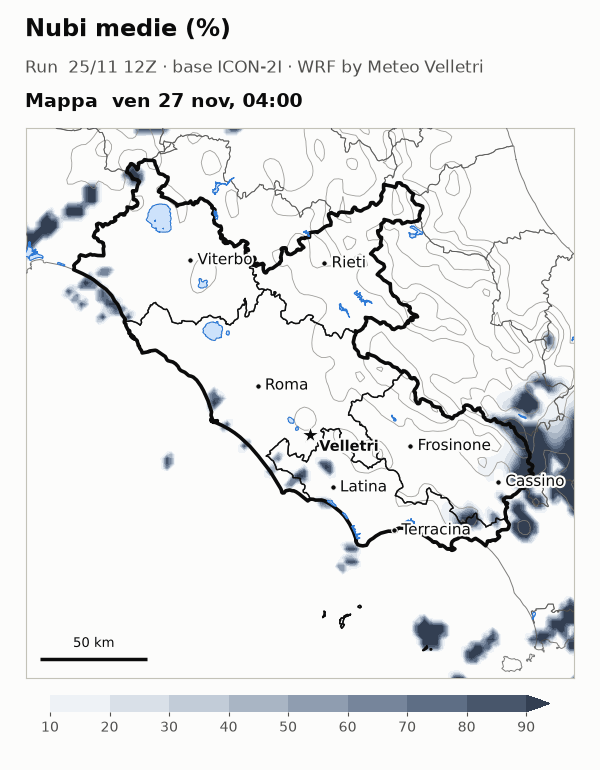 Nubi medie (%)
Run 25/11 12Z · base ICON-2I · WRF by Meteo Velletri
Mappa ven 27 nov, 04:00
Viterbo
Rieti
Roma
Velletri
Frosinone
Cassino
Latina
Terracina
50 km
10 20 30 40 50 60 70 80 90